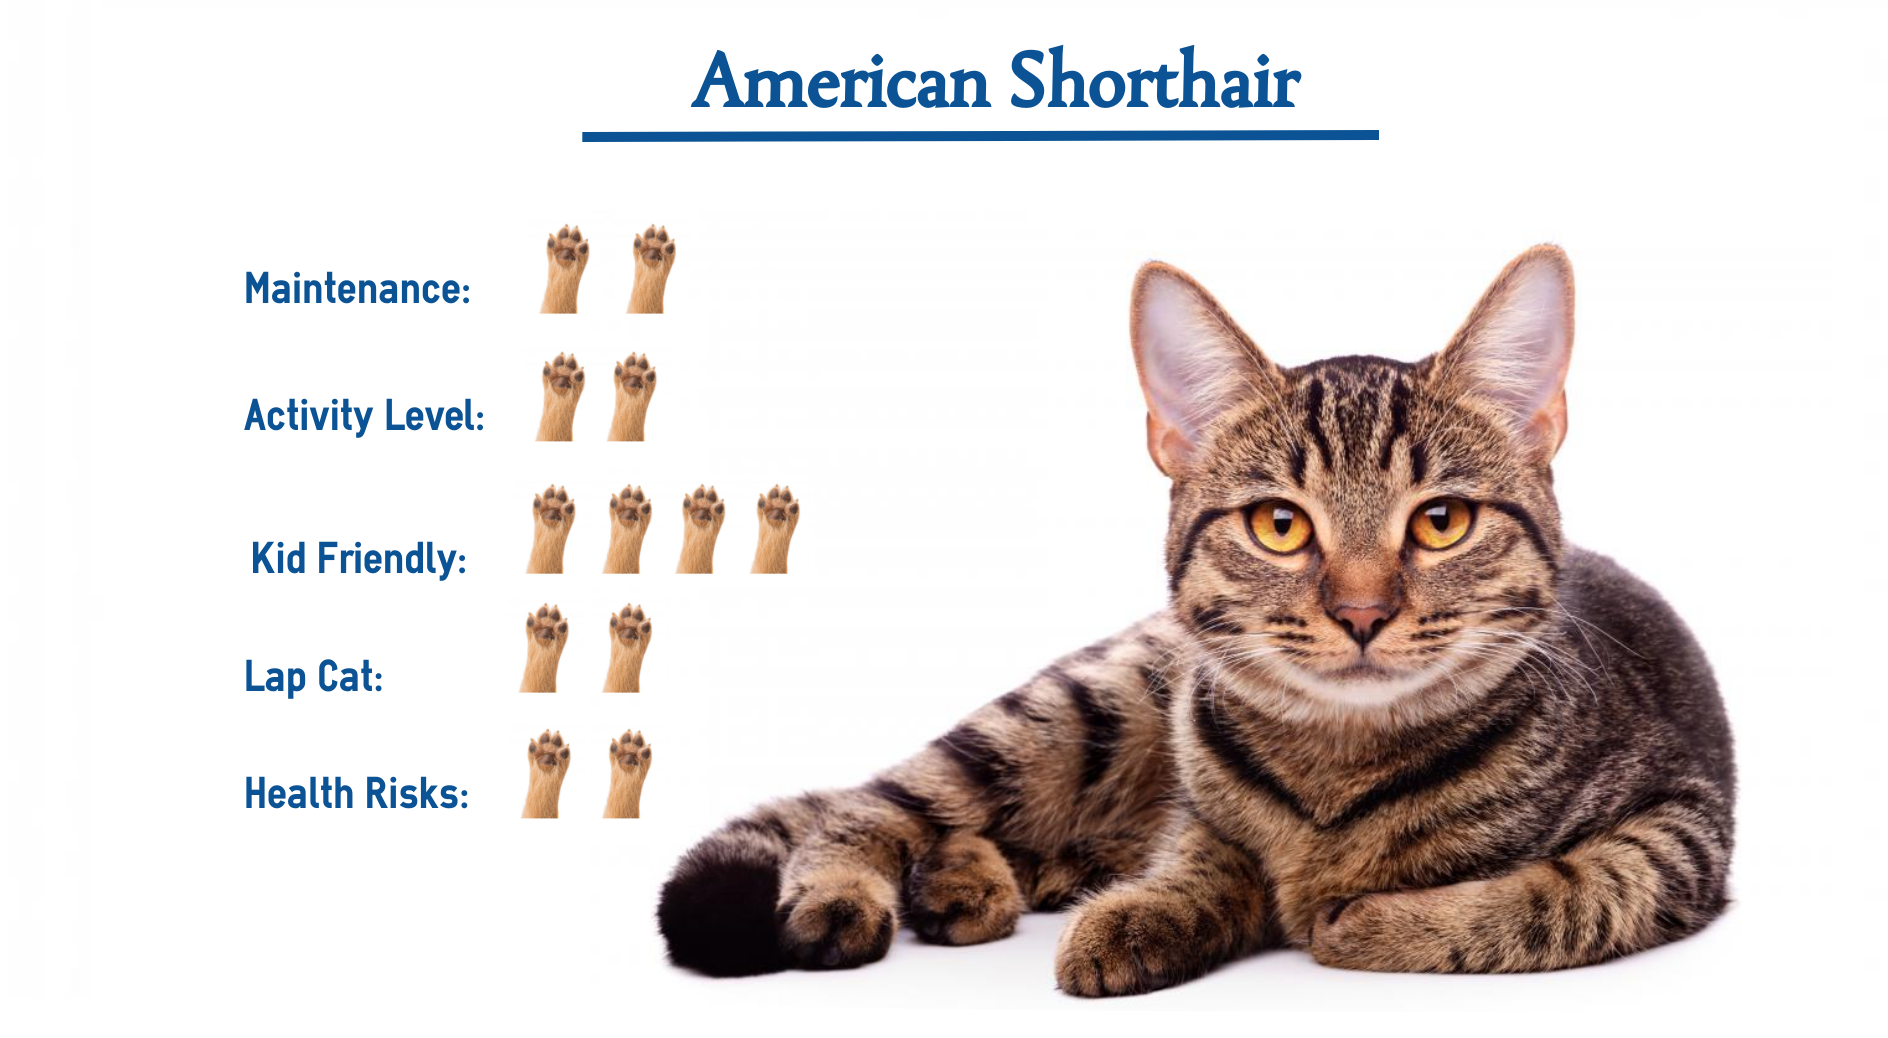 American Shorthair
Maintenance:
Activity Level:
Kid Friendly:
Lap Cat:
Health Risks: